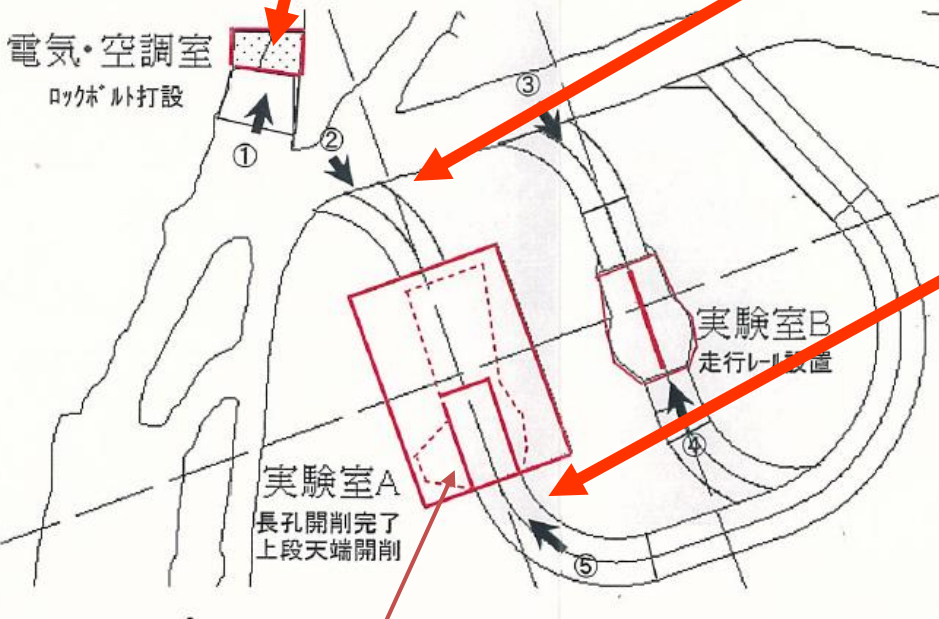 電気・空調室
ロックボルト打設
①
②
③
実験室B
走行レール設置
④
実験室A
長孔開削完了
上段天端開削
⑤